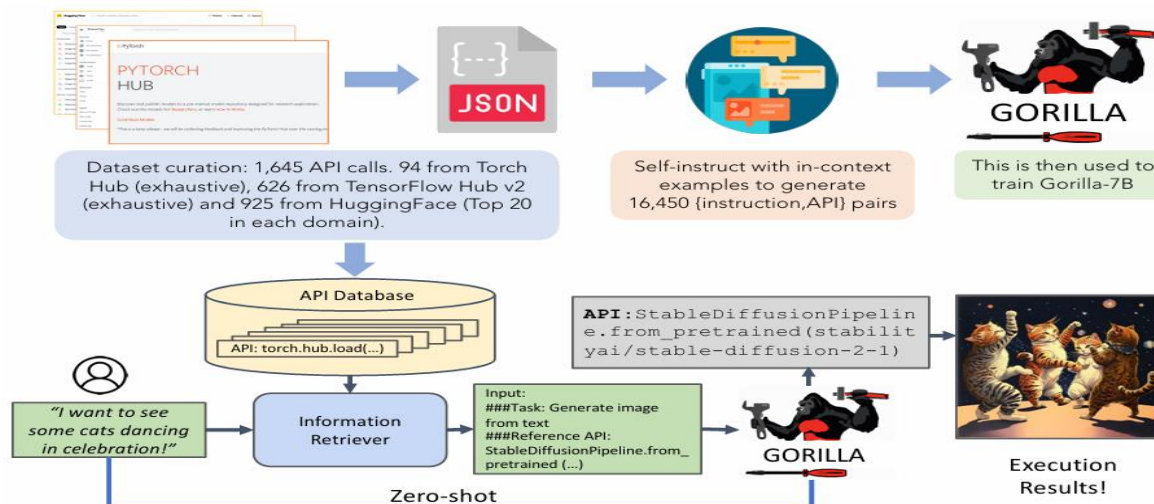 PYTORCH
HUB
{---}
JSON
GORILLA
Dataset curation: 1,645 API calls. 94 from Torch
Hub (exhaustive), 626 from TensorFlow Hub v2
(exhaustive) and 925 from HuggingFace (Top 20
in each domain).
Self-instruct with in-context
examples to generate
16,450 {instruction,API} pairs
This is then used to
train Gorilla-7B
API Database
API: torch.hub.load(...)
"I want to see
some cats dancing
in celebration!"
Information
Retriever
Input:
###Task: Generate image
from text
###Reference API:
StableDiffusionPipeline.from_
pretrained (...)
API:StableDiffusionPipelin
e.from_pretrained(stabilit
yai/stable-diffusion-2-1)
GORILLA
Execution
Results!
Zero-shot